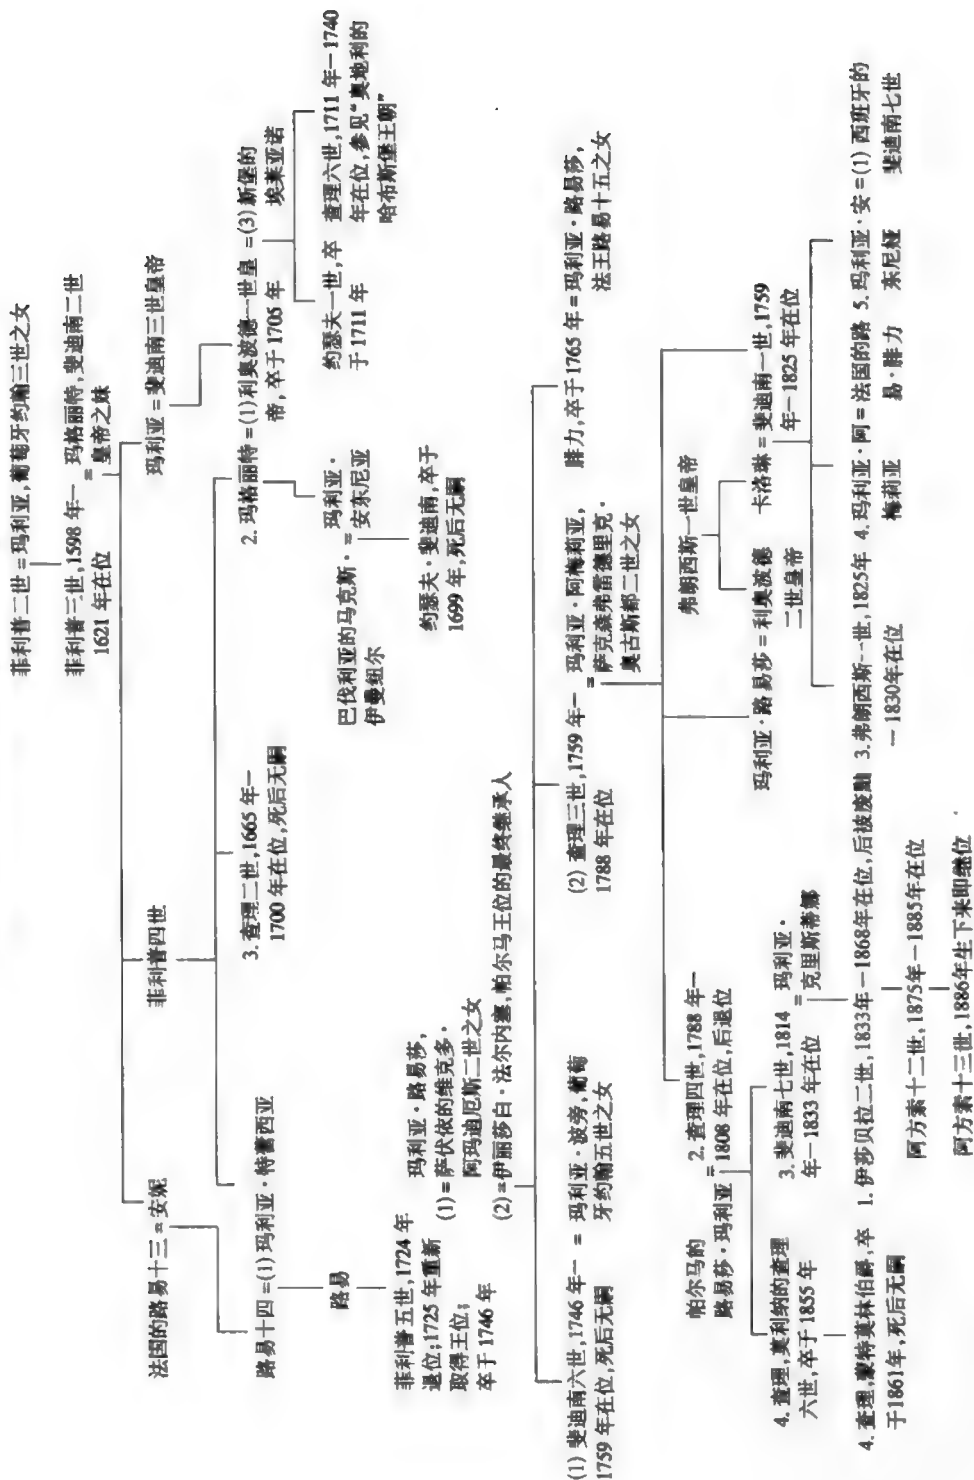 菲利普二世=玛利亚,葡萄牙约翰三世之女
菲利普三世,1598年一
1621年在位
=
玛格丽特,斐迪南二世
皇帝之妹
法国的路易十三=安妮
菲利普四世
玛利亚=斐迪南三世皇帝
路易十四=(1)玛利亚·特蕾西亚
3. 查理二世,1665年一
1700年在位,死后无嗣
2. 玛格丽特=(1)利奥波德一世皇
帝,卒于1705年
=(3)新堡的
埃莱亚诺
路易
巴伐利亚的马克斯·
伊曼纽尔
=
玛利亚·
安东尼亚
约瑟夫一世,卒
于1711年
查理六世,1711年一1740
年在位,参见“奥地利的
哈布斯堡王朝”
约瑟夫·斐迪南,卒于
1699年,死后无嗣
菲利普五世,1724年
退位;1725年重新
取得王位;
卒于1746年
玛利亚·路易莎,
(1)=萨伏依的维克多·
阿玛迪厄斯二世之女
(2)=伊丽莎白·法尔内塞,帕尔马王位的最终继承人
(1) 斐迪南六世,1746年一
1759年在位,死后无嗣
=
玛利亚·波旁,葡萄
牙约翰五世之女
(2) 查理三世,1759年一
1788年在位
=
玛利亚·阿梅莉亚,
萨克森弗雷德里克·
奥古斯都二世之女
腓力,卒于1765年=玛利亚·路易莎,
法王路易十五之女
弗朗西斯一世皇帝
帕尔马的
路易莎·玛利亚
=
2. 查理四世,1788年一
1808年在位,后退位
玛利亚·路易莎=利奥波德
二世皇帝
卡洛琳=斐迪南一世,1759
年一1825年在位
4. 查理,莫利纳的查理
六世,卒于1855年
3. 斐迪南七世,1814
年一1833年在位
=
玛利亚·
克里斯蒂娜
4. 查理,蒙特莫林伯爵,卒
于1861年,死后无嗣
1. 伊莎贝拉二世,1833年一1868年在位,后被废黜
3. 弗朗西斯一世,1825年
一1830年在位
4. 玛利亚·阿
梅莉亚
=法国的路
易·腓力
5. 玛利亚·安
东尼娅
=(1) 西班牙的
斐迪南七世
阿方索十二世,1875年一1885年在位
阿方索十三世,1886年生下来即继位